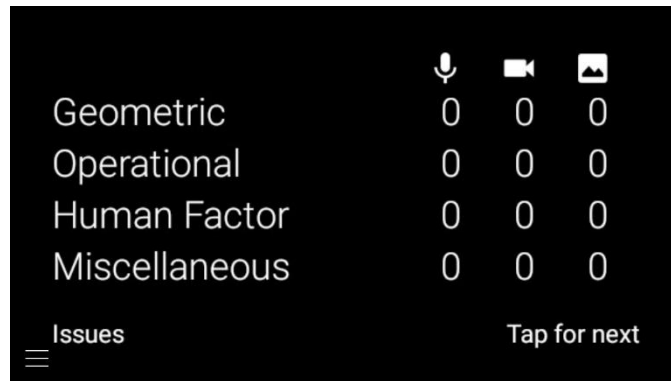 Geometric 0 0 0
Operational 0 0 0
Human Factor 0 0 0
Miscellaneous 0 0 0
Issues Tap for next